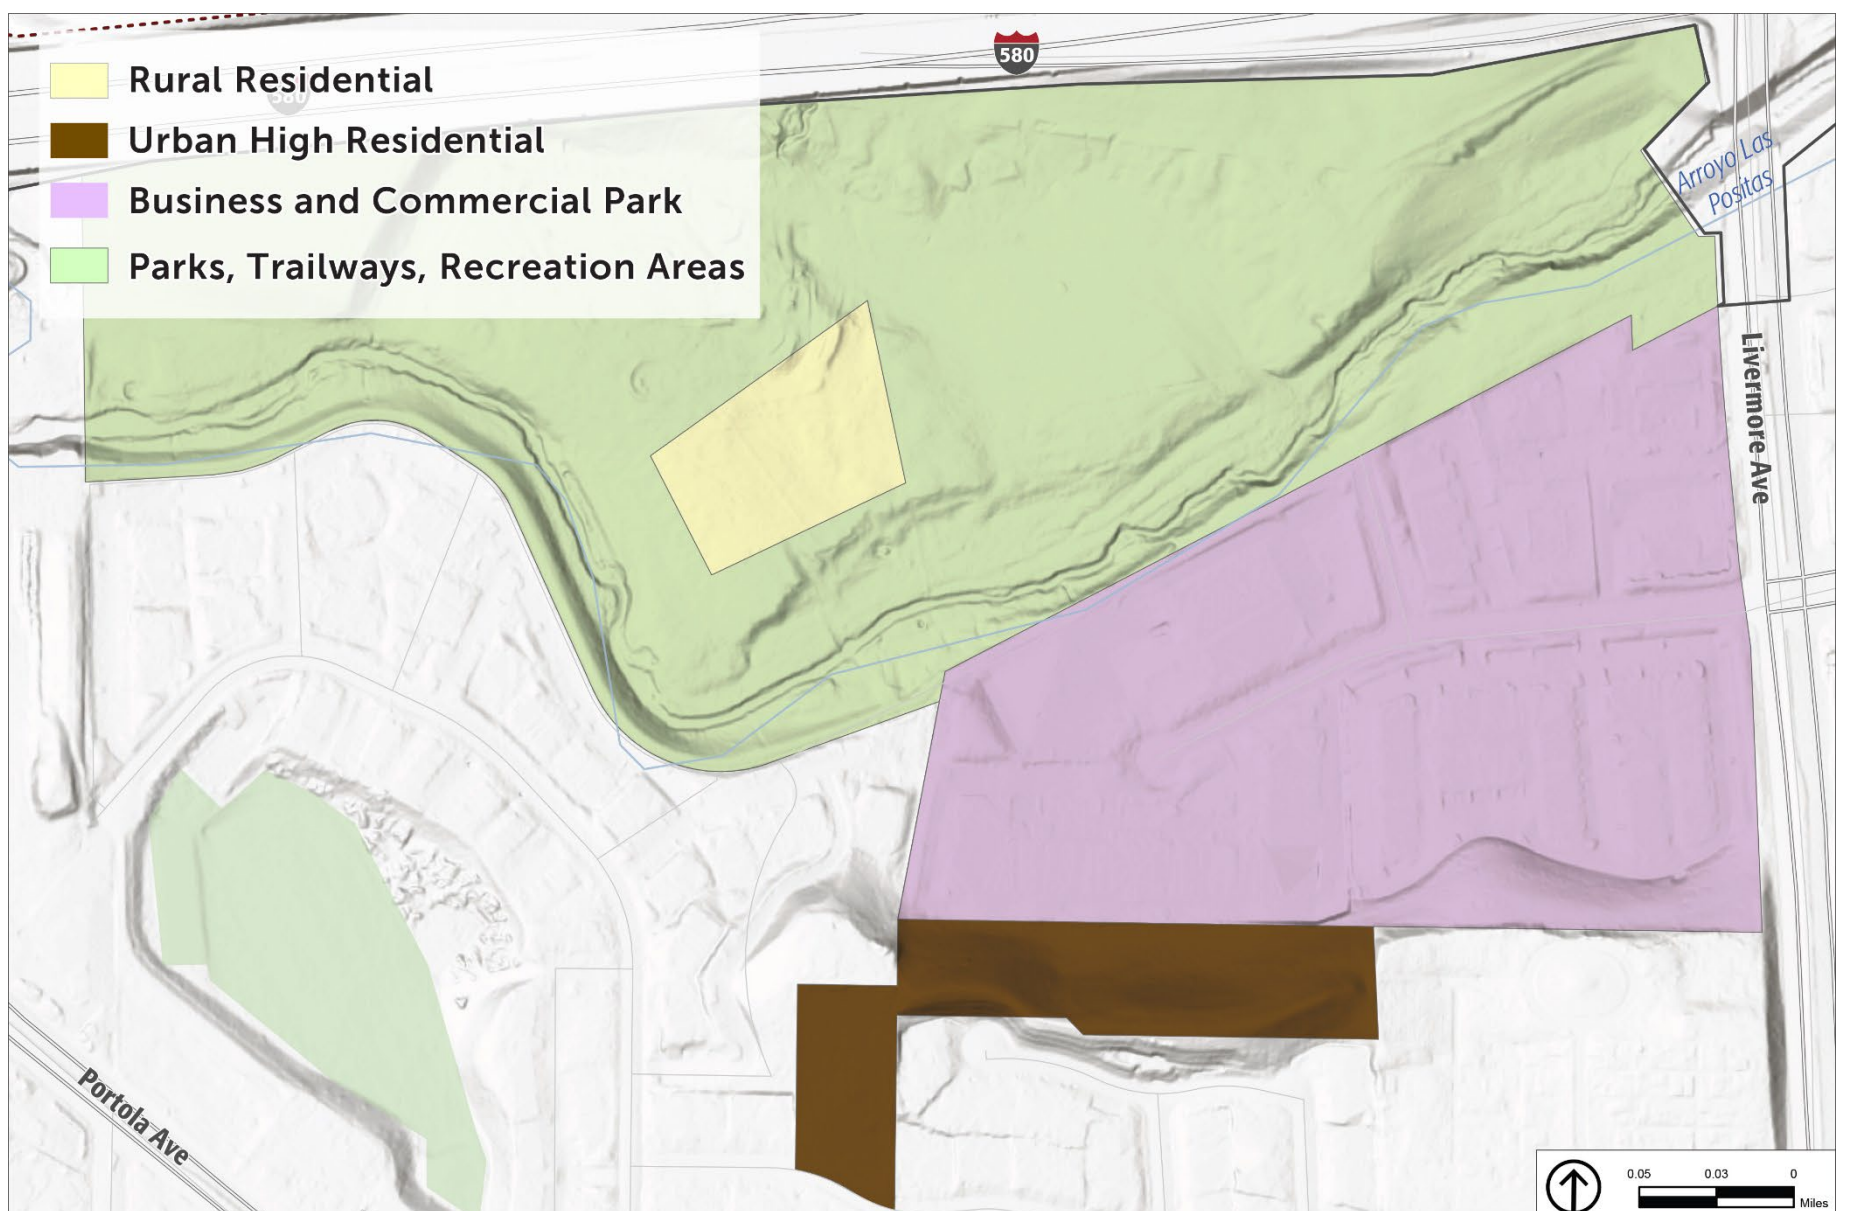 580
Rural Residential
580
Urban High Residential
Business and Commercial Park
Parks, Trailways, Recreation Areas
Arroyo Las
Positas
Livermore Ave
Portola Ave
0.05 0.03 0
Miles